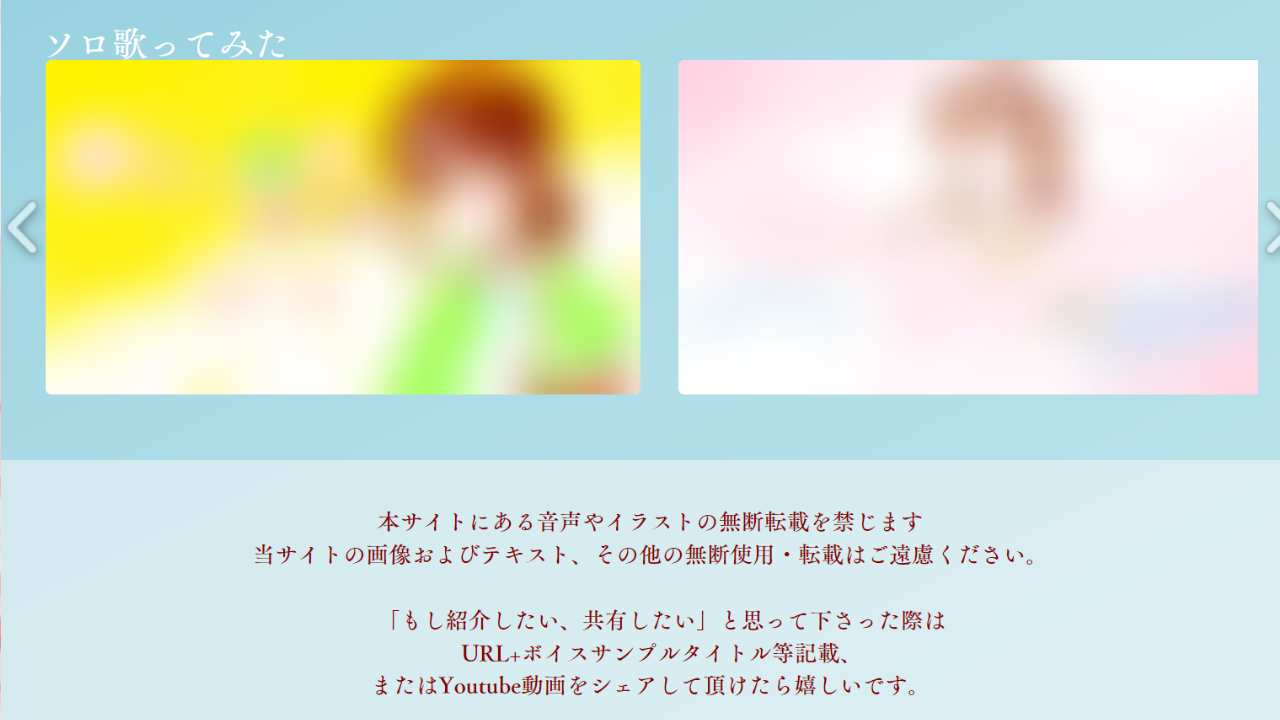 ソロ歌ってみた
本サイトにある音声やイラストの無断転載を禁じます
当サイトの画像およびテキスト、その他の無断使用・転載はご遠慮ください。
「もし紹介したい、共有したい」と思って下さった際は
URL+ボイスサンプルタイトル等記載、
またはYoutube動画をシェアして頂けたら嬉しいです。